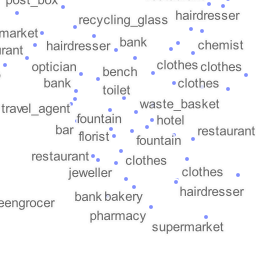 post_box
recycling_glass
hairdresser
market
hairdresser
bank
chemist
urant
optician
bench
clothes
clothes
bank
toilet
clothes
travel_agent
waste_basket
fountain
hotel
bar
florist
fountain
restaurant
restaurant
clothes
jeweller
clothes
bank
bakery
hairdresser
eengrocer
pharmacy
supermarket